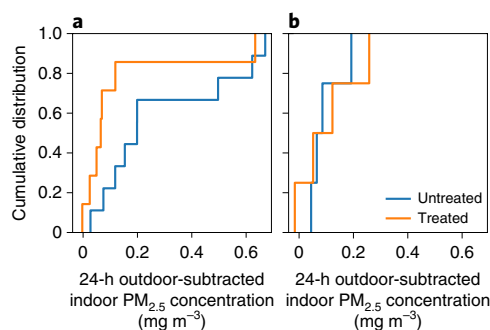 a
b
1.0
0.8
0.6
0.4
0.2
0
Cumulative distribution
Untreated
Treated
0 0.2 0.4 0.6
0 0.2 0.4 0.6
24-h outdoor-subtracted
indoor PM2.5 concentration
(mg m−3)
24-h outdoor-subtracted
indoor PM2.5 concentration
(mg m−3)